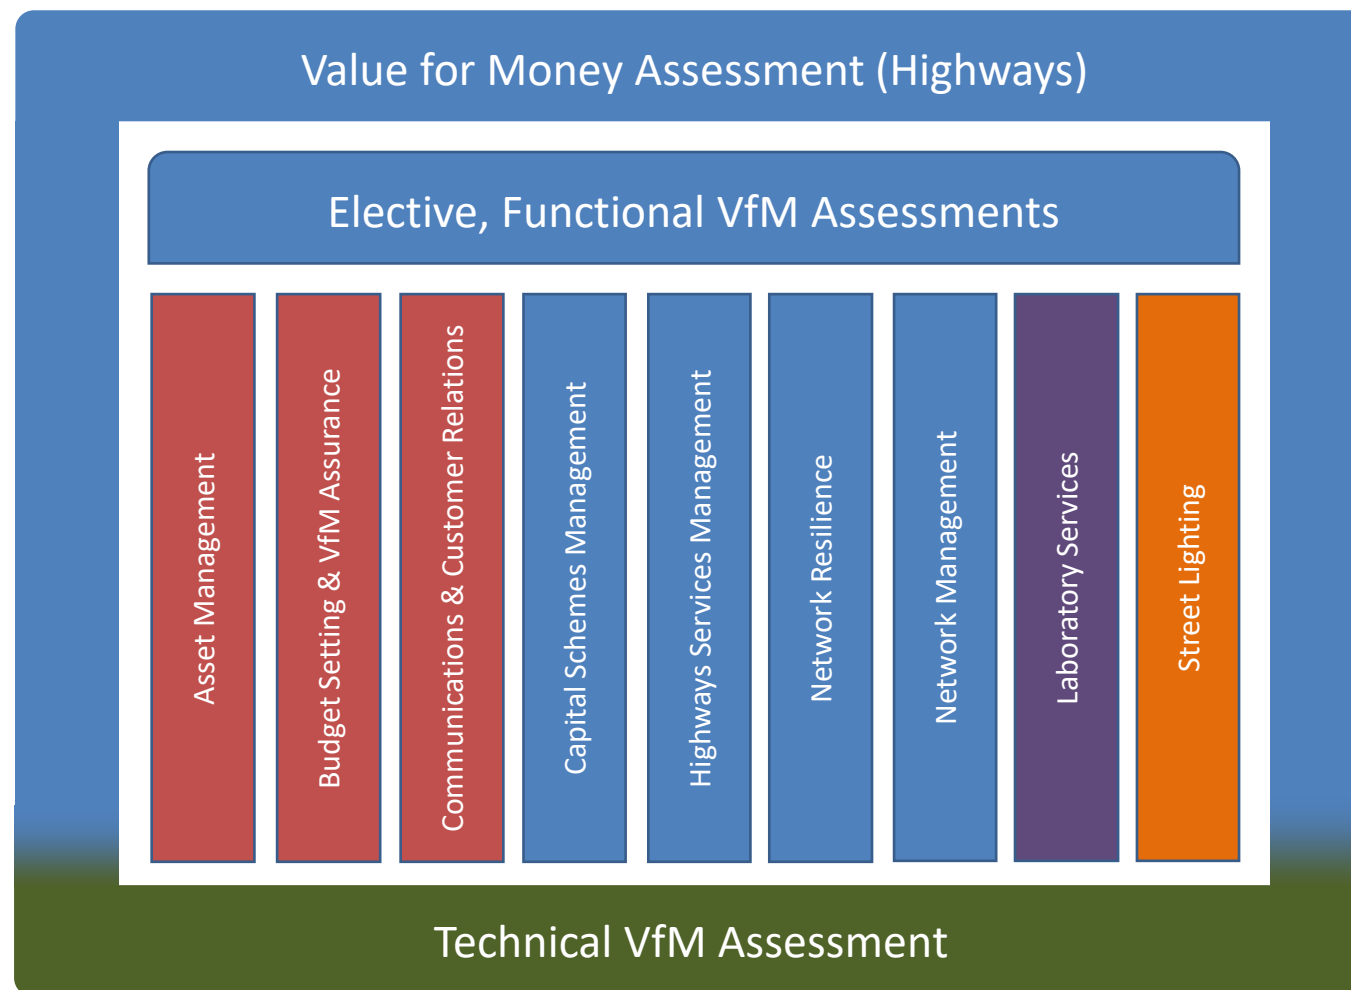 Value for Money Assessment (Highways)
Elective, Functional VfM Assessments
Asset Management
Budget Setting & VfM Assurance
Communications & Customer Relations
Capital Schemes Management
Highways Services Management
Network Resilience
Network Management
Laboratory Services
Street Lighting
Technical VfM Assessment